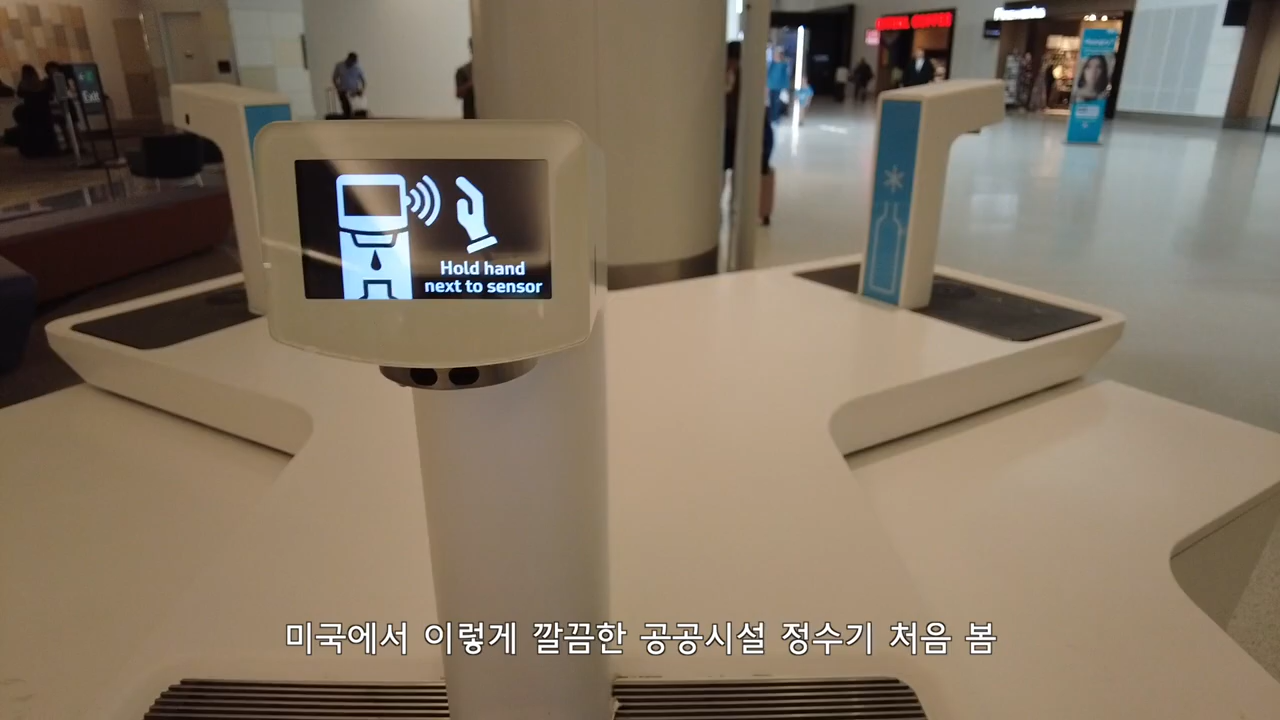 Exit
Hold hand
next to sensor
미국에서 이렇게 깔끔한 공공시설 정수기 처음 봄